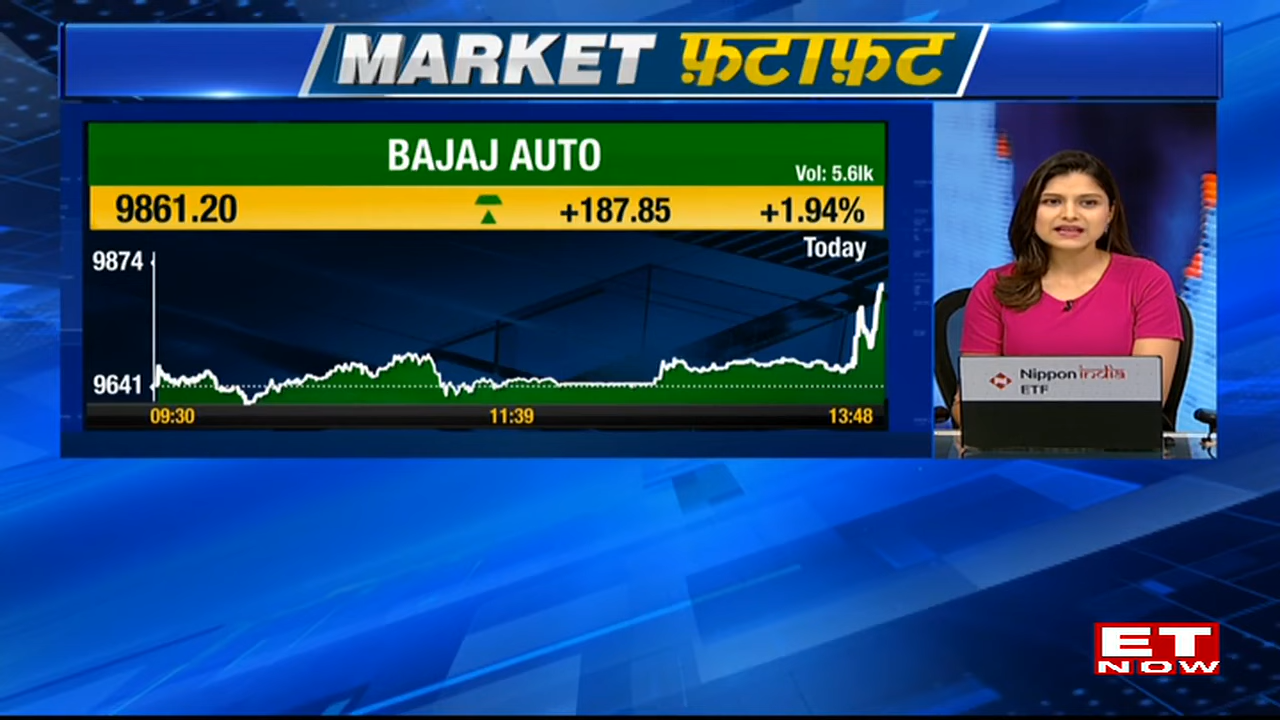 MARKET फ़टाफ़ट
BAJAJ AUTO
Vol: 5.6lk
9861.20 +187.85 +1.94%
Today
9874
9641
09:30 11:39 13:48
Nippon india
ETF
ET
NOW